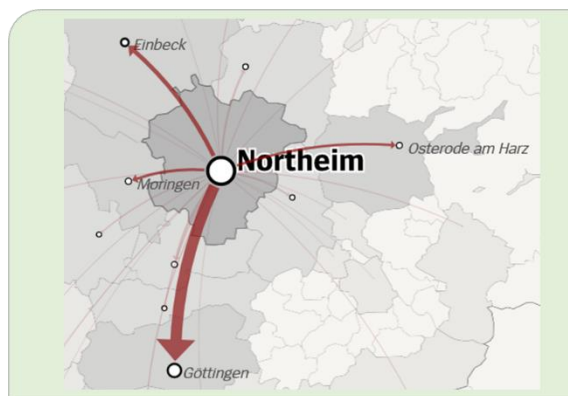 Einbeck
Osterode am Harz
Northeim
Moringen
Göttingen